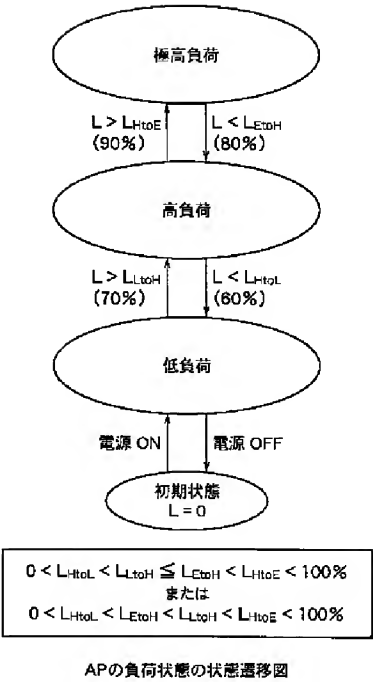 極高負荷
L > LHtoE
(90%)
L < LEtoH
(80%)
高負荷
L > LLtoH
(70%)
L < LHtoL
(60%)
低負荷
電源 ON
電源 OFF
初期状態
L = 0
0 < LHtoL < LLtoH ≦ LEtoH < LHtoE < 100%
または
0 < LHtoL < LEtoH < LLtoH < LHtoE < 100%
APの負荷状態の状態遷移図